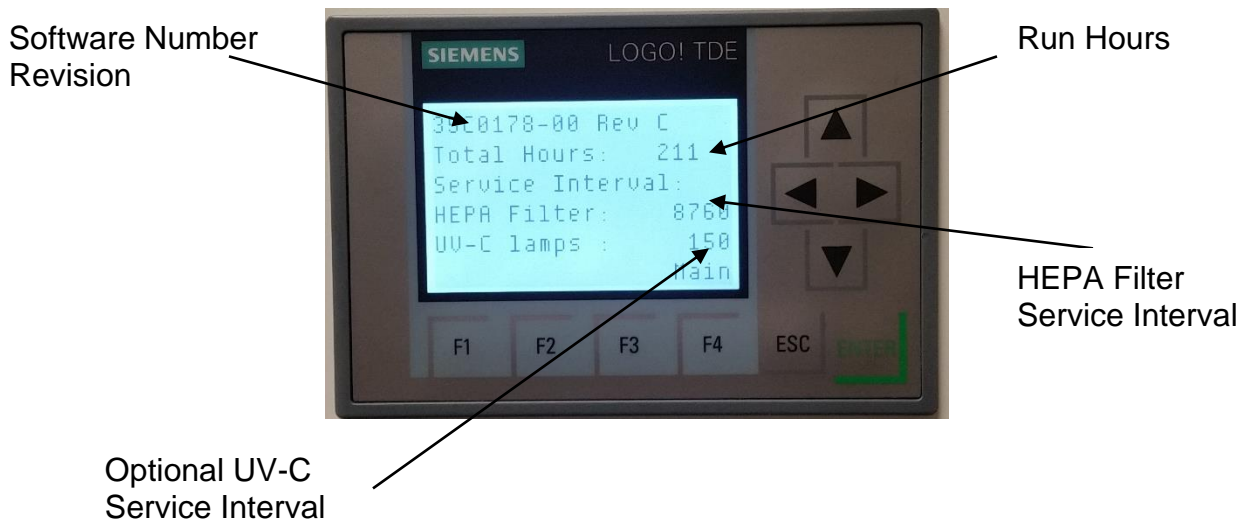 Software Number
Revision
Run Hours
SIEMENS LOGO! TDE
Rev C
Total Hours: 211
Service Interval:
HEPA Filter: 8760
UV-C lamps : 150
Main
F1 F2 F3 F4 ESC ENTER
HEPA Filter
Service Interval
Optional UV-C
Service Interval